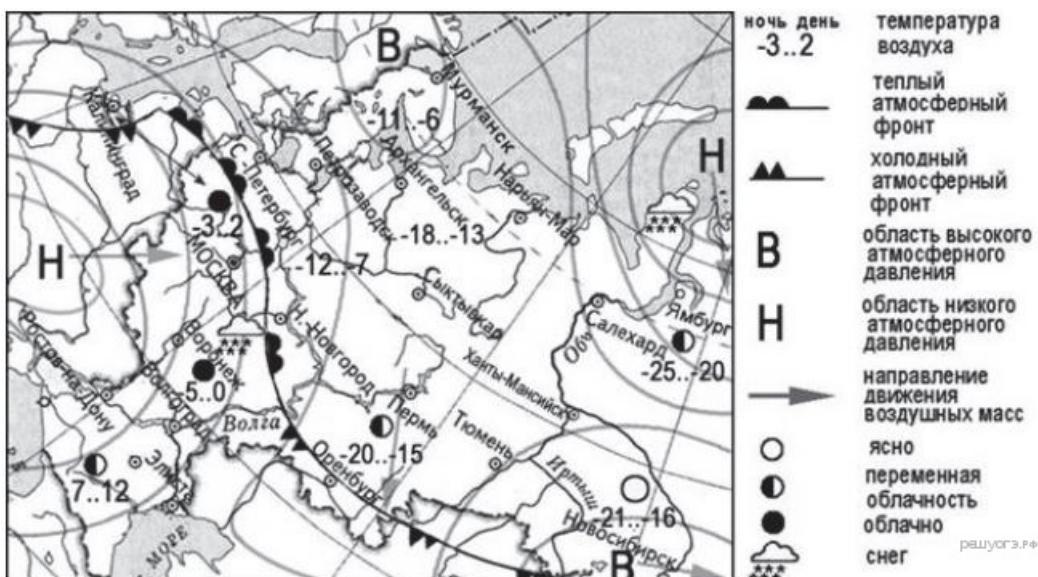 В
Мурманск
-11..-6
Калининград
С.-Петербург
Петрозаводск
Архангельск
Нарьян-Мар
Н
-3..2
-18..-13
Н
МОСКВА
-12..-7
Сыктывкар
Салехард
Ямбург
Обь
-25..-20
Ростов-на-Дону
Воронеж
Н.-Новгород
Ханты-Мансийск
-5..0
Волгоград
Волга
Пермь
Тюмень
Элиста
7..12
Оренбург
-20..-15
Иртыш
-21..-16
Новосибирск
МОРЕ
В
ночь день
-3..2
температура
воздуха
теплый
атмосферный
фронт
холодный
атмосферный
фронт
В
область высокого
атмосферного
давления
Н
область низкого
атмосферного
давления
направление
движения
воздушных масс
ясно
переменная
облачность
облачно
снег
решуогэ.рф